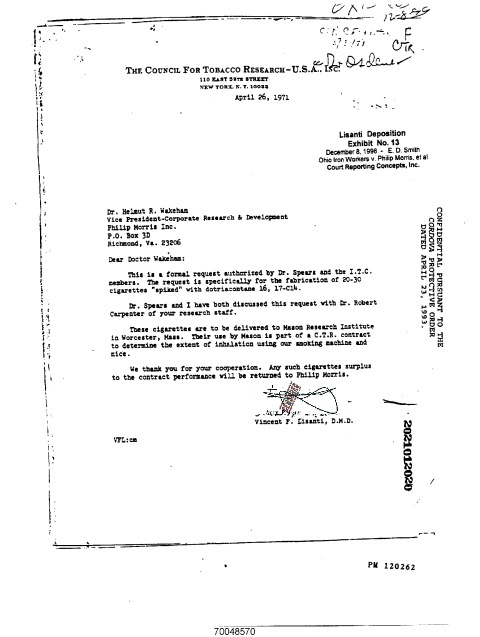 12-8-98
F
CTR
Dr Osdene
THE COUNCIL FOR TOBACCO RESEARCH-U.S.A., INC.
110 EAST 59TH STREET
NEW YORK, N. Y. 10022
April 26, 1971
Lisanti Deposition
Exhibit No. 13
December 8, 1998 - E. D. Smith
Ohio Iron Workers v. Philip Morris, et al
Court Reporting Concepts, Inc.
Dr. Helmut R. Wakeham
Vice President-Corporate Research & Development
Philip Morris Inc.
P.O. Box 3D
Richmond, Va. 23206
Dear Doctor Wakeham:
This is a formal request authorized by Dr. Spears and the I.T.C.
members. The request is specifically for the fabrication of 20-30
cigarettes "spiked" with dotriacontane 16, 17-C14.
Dr. Spears and I have both discussed this request with Dr. Robert
Carpenter of your research staff.
These cigarettes are to be delivered to Mason Research Institute
in Worcester, Mass. Their use by Mason is part of a C.T.R. contract
to determine the extent of inhalation using our smoking machine and
mice.
We thank you for your cooperation. Any such cigarettes surplus
to the contract performance will be returned to Philip Morris.
Vincent F. Lisanti, D.M.D.
VFL:cm
CONFIDENTIAL PURSUANT TO THE
CORDOVI PROTECTIVE ORDER
DATED APRIL 23, 1993.
2021012020
PM 120262
70048570